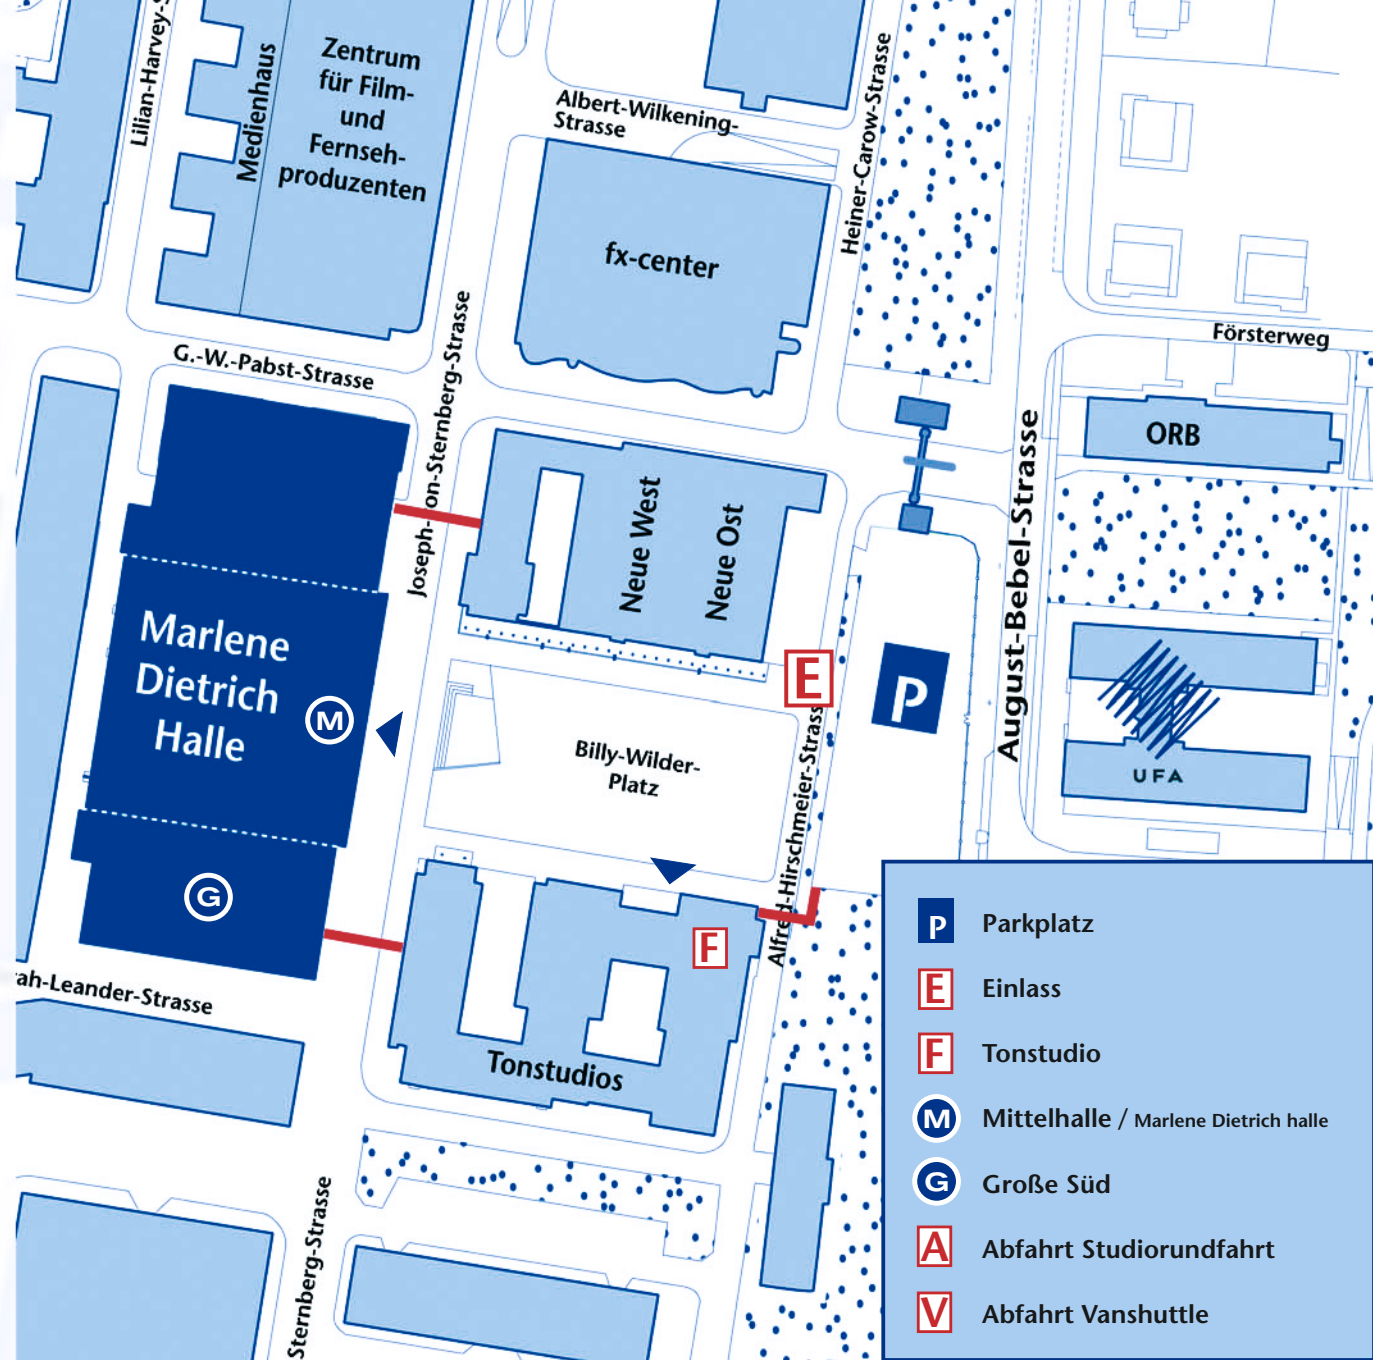 Lilian-Harvey-S
Medienhaus
Zentrum
für Film-
und
Fernseh-
produzenten
Albert-Wilkening-
Strasse
Heiner-Carow-Strasse
fx-center
Försterweg
G.-W.-Pabst-Strasse
Joseph- on-Sternberg-Strasse
August-Bebel-Strasse
ORB
Neue West
Neue Ost
Marlene
Dietrich
Halle
M
E
P
Billy-Wilder-
Platz
Alfred-Hirschmeier-Strass
UFA
G
F
rah-Leander-Strasse
Tonstudios
Sternberg-Strasse
P Parkplatz
E Einlass
F Tonstudio
M Mittelhalle / Marlene Dietrich halle
G Große Süd
A Abfahrt Studiorundfahrt
V Abfahrt Vanshuttle